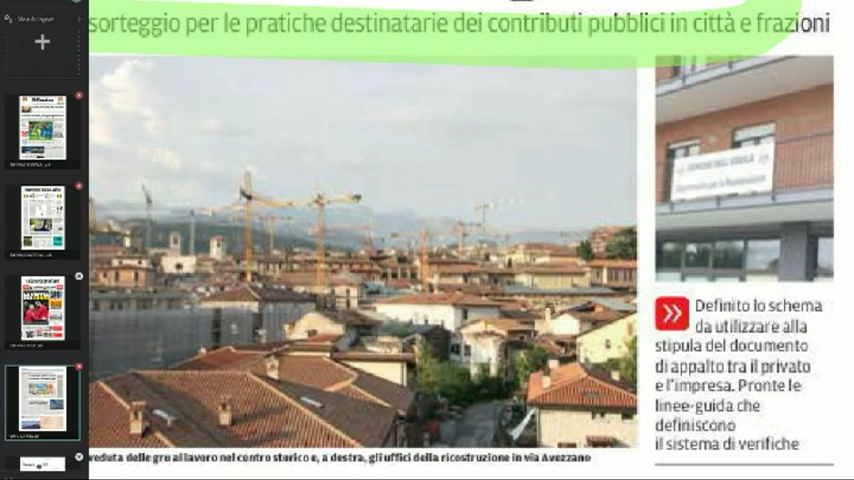 sorteggio per le pratiche destinatarie dei contributi pubblici in città e frazioni
Definito lo schema
da utilizzare alla
stipula del documento
di appalto tra il privato
e l'impresa. Pronte le
linee-guida che
definiscono
il sistema di verifiche
veduta delle gru al lavoro nel centro storico e, a destra, gli uffici della ricostruzione in via Avezzano